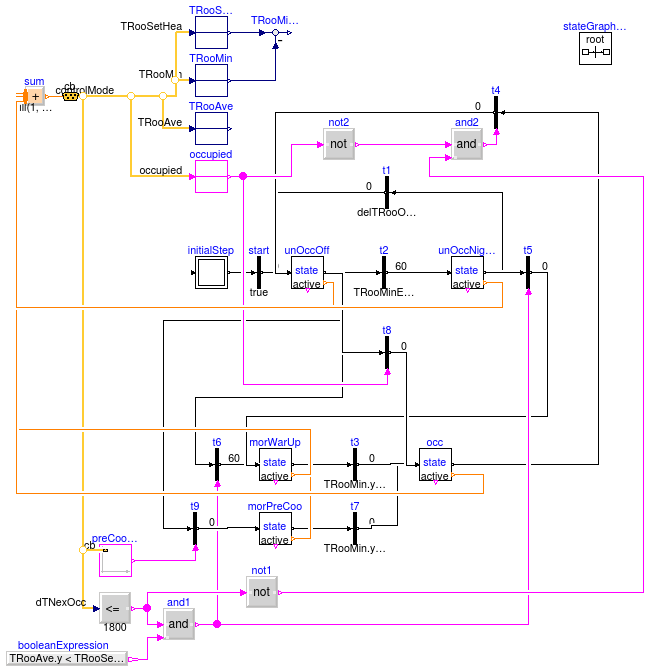 TRooS...
TRooSetHea
TRooMi...
-
stateGraph...
root
TRooMin
sum
cb
controlMode
+
ill(1, ...
t4
0
TRooAve
TRooAve
not2
and2
not
and
occupied
occupied
t1
0
delTRooO...
initialStep
start
unOccOff
t2
unOccNig...
t5
state
60
state
0
active
active
true
TRooMinE...
t8
0
t6
morWarUp
t3
occ
60
state
0
state
active
active
TRooMin.y...
t9
morPreCoo
t7
0
state
0
active
TRooMin.y...
preCoo...
cb
not1
dTNexOcc
<=
and1
not
1800
and
booleanExpression
TRooAve.y < TRooSe...